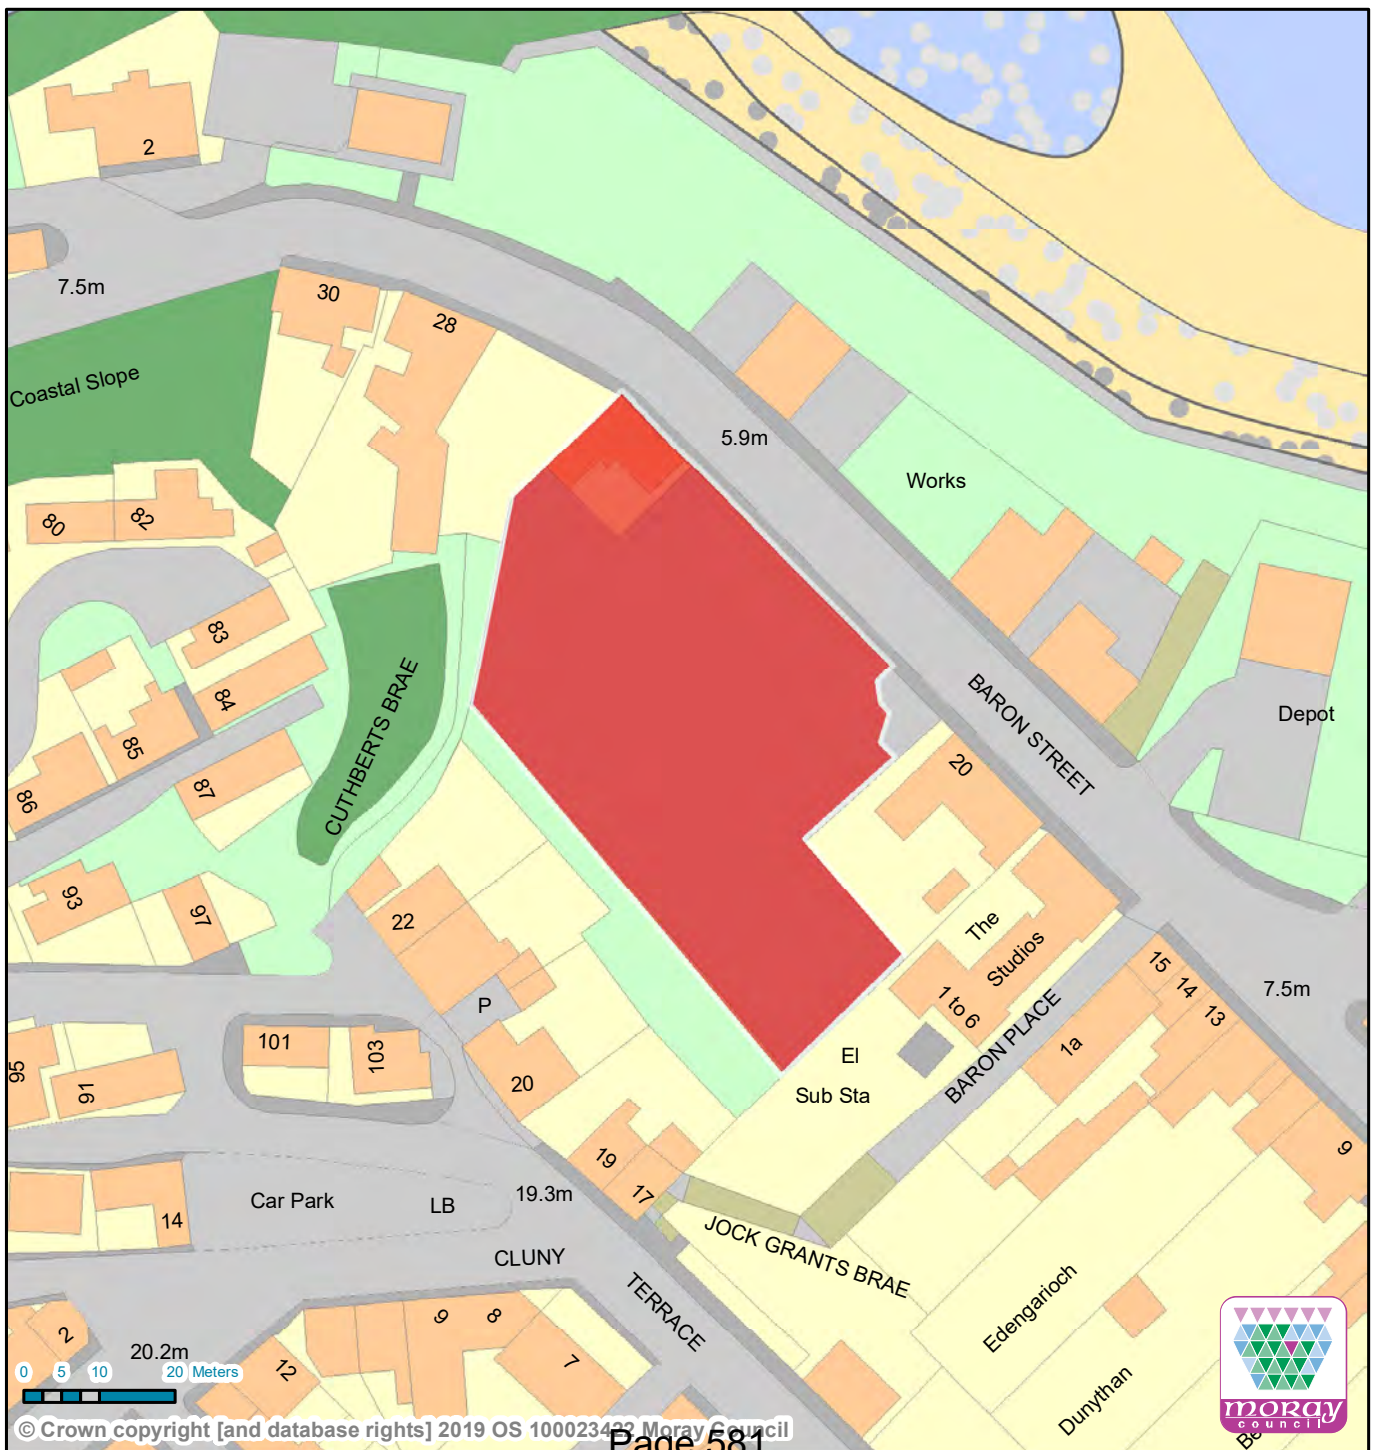 2
7.5m
30
28
Coastal Slope
5.9m
Works
80
82
83
84
85
86
87
CUTHBERTS BRAE
BARON STREET
Depot
20
93
97
22
The
Studios
1 to 6
P
15
14
13
7.5m
BARON PLACE
1a
El
Sub Sta
101
103
95
91
20
19
17
9
Car Park
LB
19.3m
14
JOCK GRANTS BRAE
CLUNY
TERRACE
Edengarioch
2
20.2m
9
8
7
12
Dunythan
Be
0 5 10 20 Meters
moray
council
© Crown copyright [and database rights] 2019 OS 100023422 Moray Council
Page 581